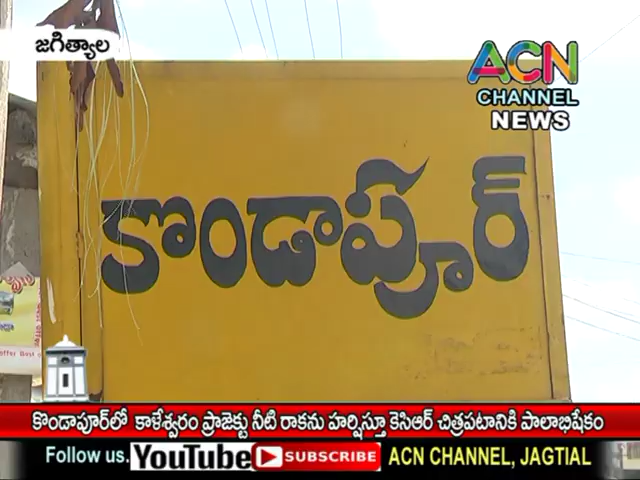 జగిత్యాల
ACN
CHANNEL
NEWS
కొండాపూర్
కొండాపూర్‌లో కాళేశ్వరం ప్రాజెక్టు నీటి రాకను హర్షిస్తూ కెసిఆర్ చిత్రపటానికి పాలాభిషేకం
Follow us. YouTube SUBSCRIBE ACN CHANNEL, JAGTIAL